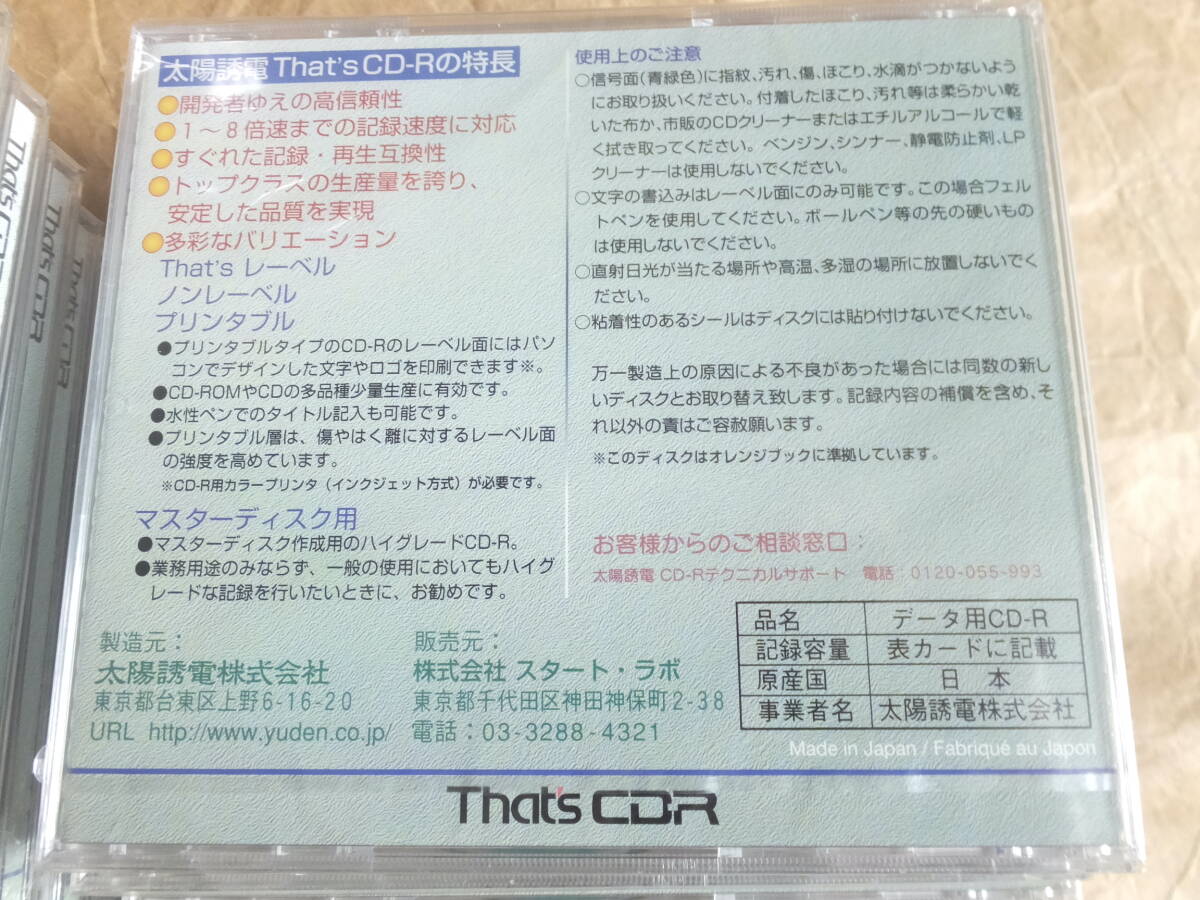 太陽誘電 That's CD-Rの特長
開発者ゆえの高信頼性
1～8倍速までの記録速度に対応
すぐれた記録・再生互換性
トップクラスの生産量を誇り、
安定した品質を実現
多彩なバリエーション
That's レーベル
ノンレーベル
プリンタブル
●プリンタブルタイプのCD-Rのレーベル面にはパソ
コンでデザインした文字やロゴを印刷できます※。
●CD-ROMやCDの多品種少量生産に有効です。
●水性ペンでのタイトル記入も可能です。
●プリンタブル層は、傷やはく離に対するレーベル面
の強度を高めています。
※CD-R用カラープリンタ（インクジェット方式）が必要です。
マスターディスク用
●マスターディスク作成用のハイグレードCD-R。
●業務用途のみならず、一般の使用においてもハイグ
レードな記録を行いたいときに、お勧めです。
使用上のご注意
○信号面（青緑色）に指紋、汚れ、傷、ほこり、水滴がつかないよう
にお取り扱いください。付着したほこり、汚れ等は柔らかい乾
いた布か、市販のCDクリーナーまたはエチルアルコールで軽
く拭き取ってください。ベンジン、シンナー、静電防止剤、LP
クリーナーは使用しないでください。
○文字の書込みはレーベル面にのみ可能です。この場合フェル
トペンを使用してください。ボールペン等の先の硬いもの
は使用しないでください。
○直射日光が当たる場所や高温、多湿の場所に放置しないでく
ださい。
○粘着性のあるシールはディスクには貼り付けないでください。
万一製造上の原因による不良があった場合には同数の新し
いディスクとお取り替え致します。記録内容の補償を含め、そ
れ以外の責はご容赦願います。
※このディスクはオレンジブックに準拠しています。
お客様からのご相談窓口：
太陽誘電 CD-Rテクニカルサポート 電話：0120-055-993
製造元：
太陽誘電株式会社
東京都台東区上野6-16-20
URL http://www.yuden.co.jp/
販売元：
株式会社 スタート・ラボ
東京都千代田区神田神保町2-38
電話：03-3288-4321
品名 データ用CD-R
記録容量 表カードに記載
原産国 日本
事業者名 太陽誘電株式会社
Made in Japan / Fabriqué au Japon
That's CDR
That's CDR
That's CDR